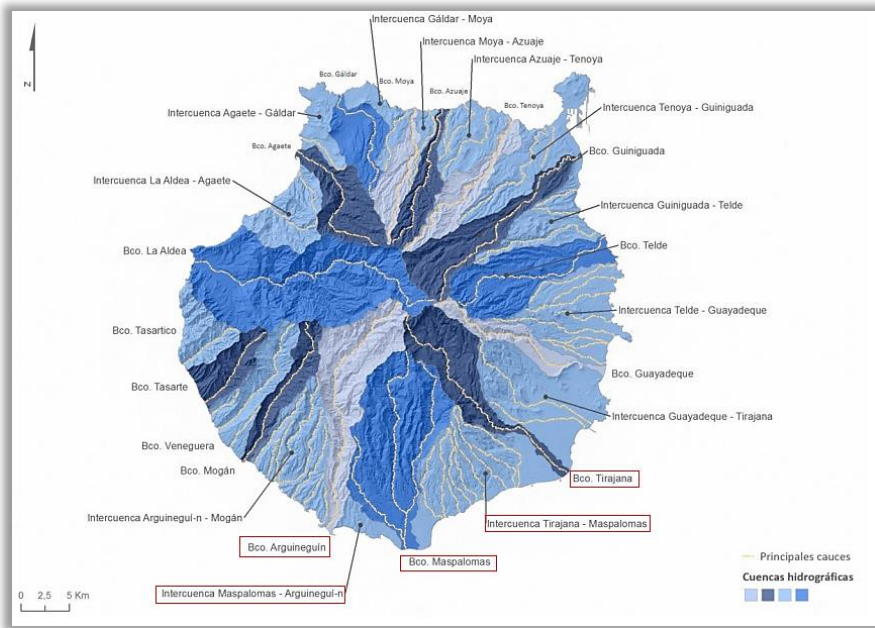 Intercuenca Gáldar - Moya
Intercuenca Moya - Azuaje
Intercuenca Azuaje - Tenoya
N
Bco. Gáldar
Bco. Moya
Bco. Azuaje
Bco. Tenoya
Intercuenca Tenoya - Guiniguada
Intercuenca Agaete - Gáldar
Bco. Agaete
Bco. Guiniguada
Intercuenca La Aldea - Agaete
Intercuenca Guiniguada - Telde
Bco. La Aldea
Bco. Telde
Intercuenca Telde - Guayadeque
Bco. Tasartico
Bco. Guayadeque
Bco. Tasarte
Intercuenca Guayadeque - Tirajana
Bco. Veneguera
Bco. Mogán
Bco. Tirajana
Intercuenca Arguineguí-n - Mogán
Intercuenca Tirajana - Maspalomas
Bco. Arguineguín
Bco. Maspalomas
Principales cauces
Cuencas hidrográficas
Intercuenca Maspalomas - Arguineguí-n
0 2,5 5 Km